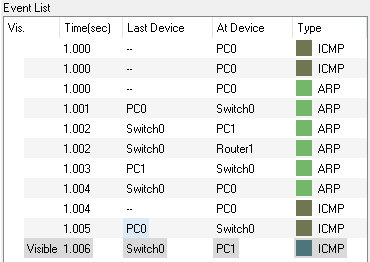 Event List
Vis. Time(sec) Last Device At Device Type
1.000 -- PC0 ICMP
1.000 -- PC0 ICMP
1.000 -- PC0 ARP
1.001 PC0 Switch0 ARP
1.002 Switch0 PC1 ARP
1.002 Switch0 Router1 ARP
1.003 PC1 Switch0 ARP
1.004 Switch0 PC0 ARP
1.004 -- PC0 ICMP
1.005 PC0 Switch0 ICMP
Visible 1.006 Switch0 PC1 ICMP